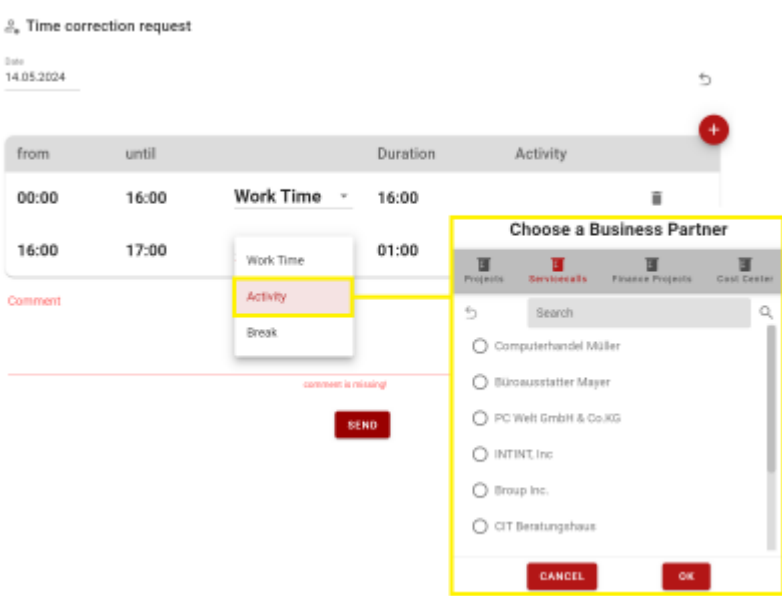 Time correction request
Date
14.05.2024
from until Duration Activity
00:00 16:00 Work Time 16:00
16:00 17:00 01:00
Work Time
Activity
Break
Comment
comment is missing!
SEND
Choose a Business Partner
Projects Servicecalls Finance Projects Cost Center
Search
Computerhandel Müller
Büroausstatter Mayer
PC Welt GmbH & Co.KG
INTINT, Inc
Broup Inc.
CIT Beratungshaus
CANCEL OK